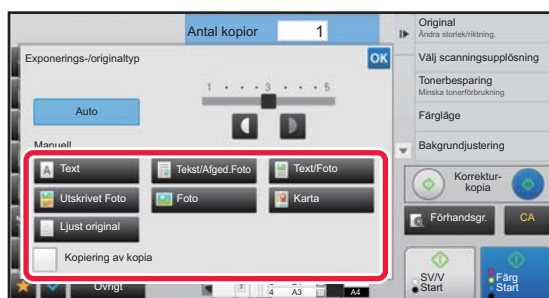 Antal kopior 1
Exponerings-/originaltyp
OK
1 · · · 3 · · · 5
Auto
Manuell
Text
Tekst/Afged.Foto
Text/Foto
Utskrivet Foto
Foto
Karta
Ljust original
Kopiering av kopia
Övrigt
4 A3
A4
Original
Ändra storlek/riktning.
Välj scanningsupplösning
Tonerbesparing
Minska tonerförbrukning
Färgläge
Bakgrundjustering
Korrektur-
kopia
Förhandsgr.
CA
SV/V
Start
Färg
Start